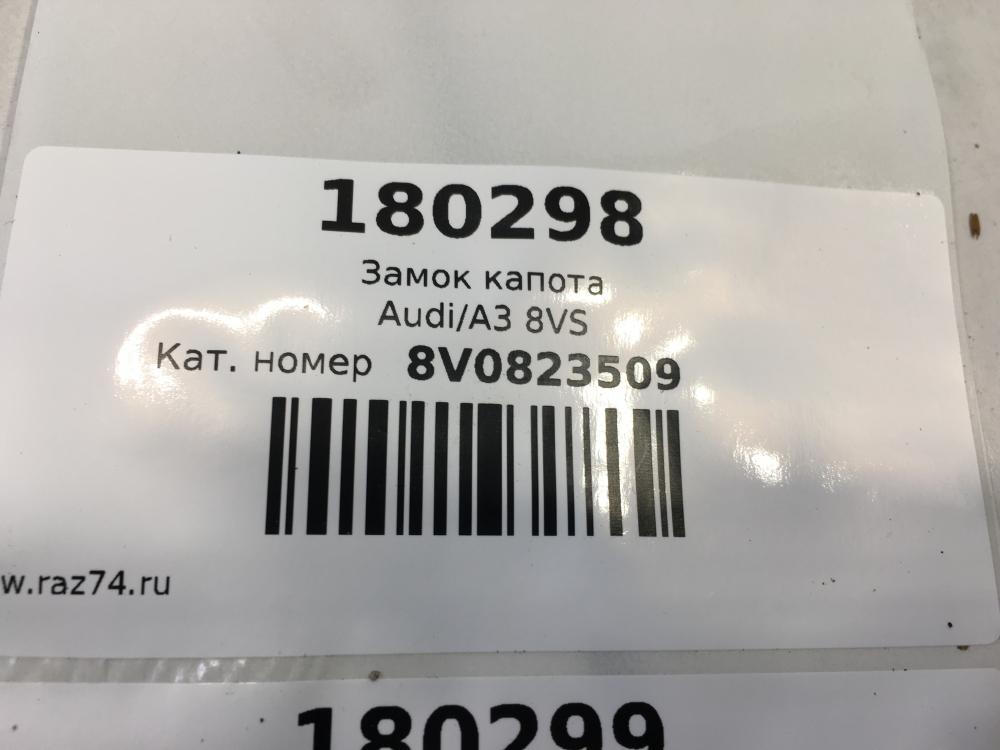 180298
Замок капота
Audi/A3 8VS
Кат. номер 8V0823509
w.raz74.ru
180299